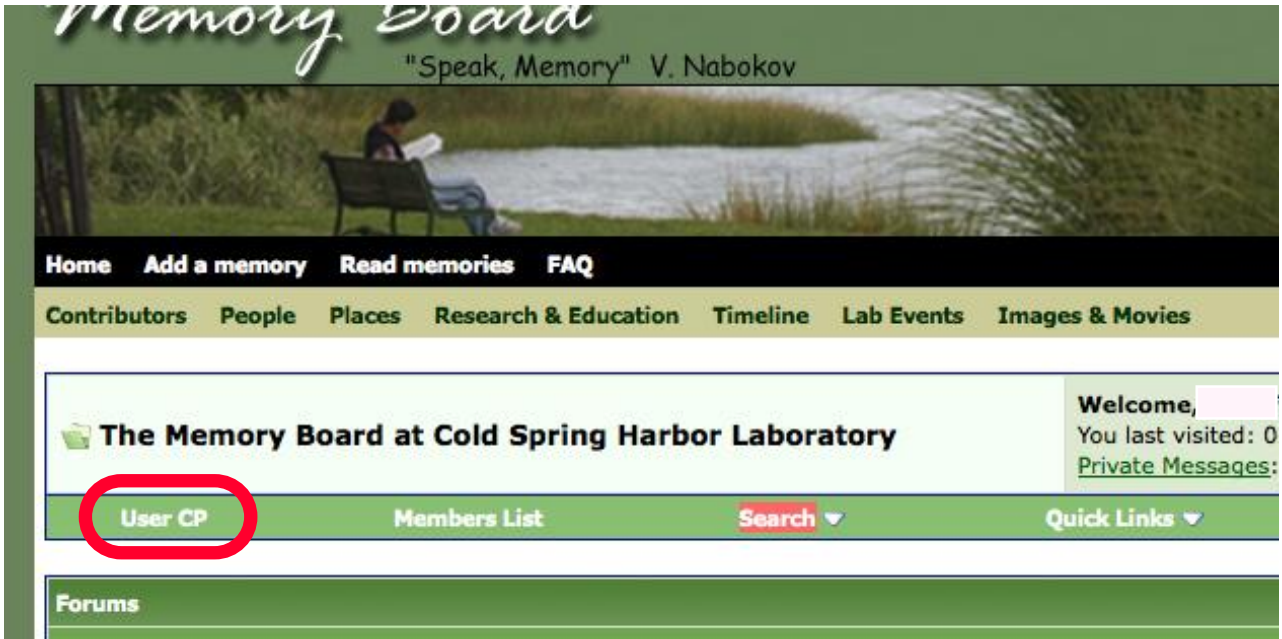 Memory Board
"Speak, Memory" V. Nabokov
Home Add a memory Read memories FAQ
Contributors People Places Research & Education Timeline Lab Events Images & Movies
The Memory Board at Cold Spring Harbor Laboratory
Welcome,
You last visited: 0
Private Messages:
User CP Members List Search Quick Links
Forums